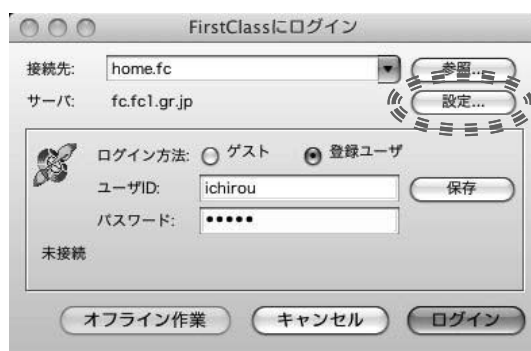 FirstClassにログイン
接続先: home.fc 参照...
サーバ: fc.fc1.gr.jp 設定...
ログイン方法: ゲスト 登録ユーザ
ユーザID: ichirou 保存
パスワード: •••••
未接続
オフライン作業 キャンセル ログイン